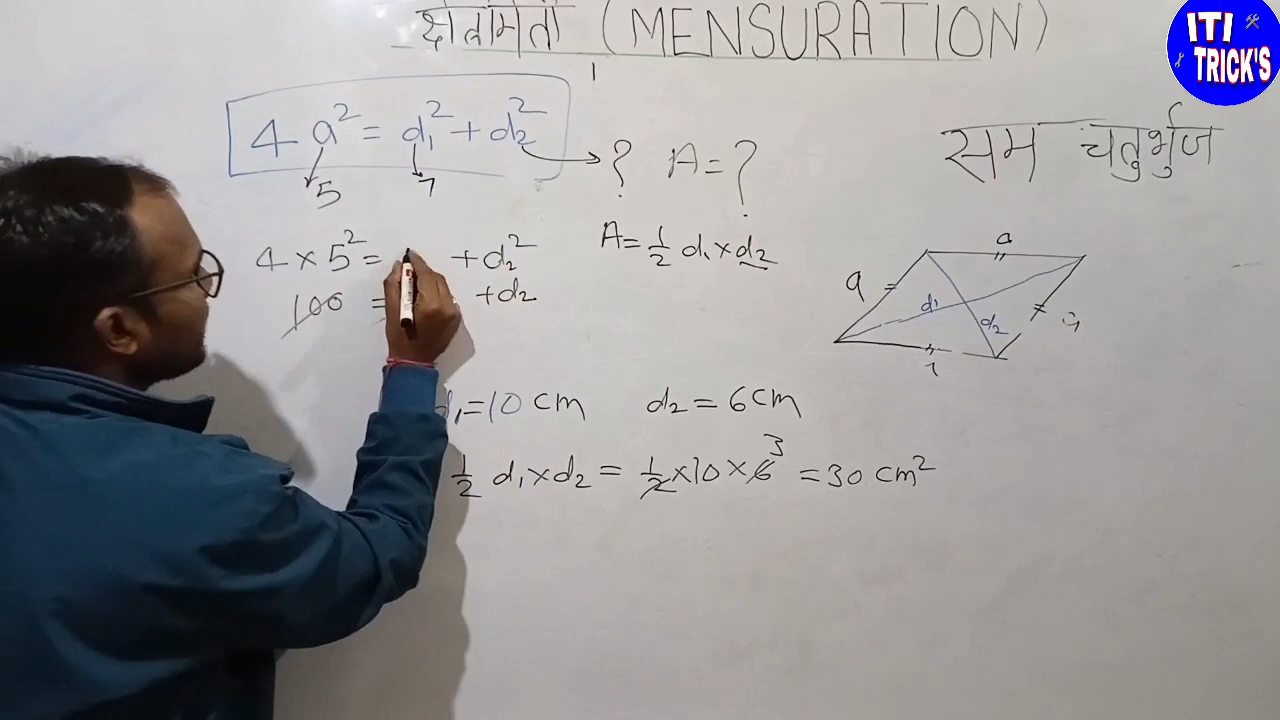 क्षेत्रमिती (MENSURATION)
ITI TRICK'S
4a² = d₁² + d₂² → ? A = ?
5 7
सम चतुर्भुज
4 × 5² = + d₂²
A = 1/2 d₁ × d₂
100 = + d₂
a
a
d₁
d₂
d₁ = 10 cm d₂ = 6 cm
1/2 d₁ × d₂ = 1/2 × 10 × 6 3 = 30 cm²